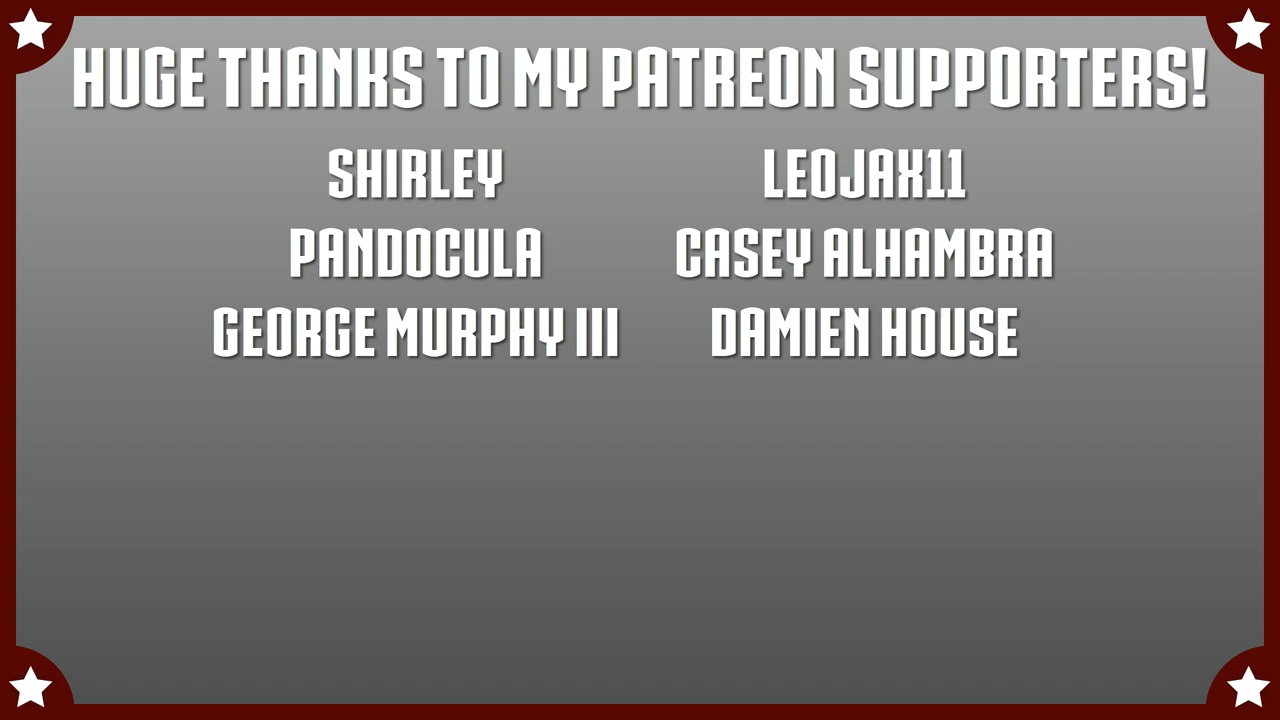 HUGE THANKS TO MY PATREON SUPPORTERS!
SHIRLEY
LEOJAX11
PANDOCULA
CASEY ALHAMBRA
GEORGE MURPHY III
DAMIEN HOUSE